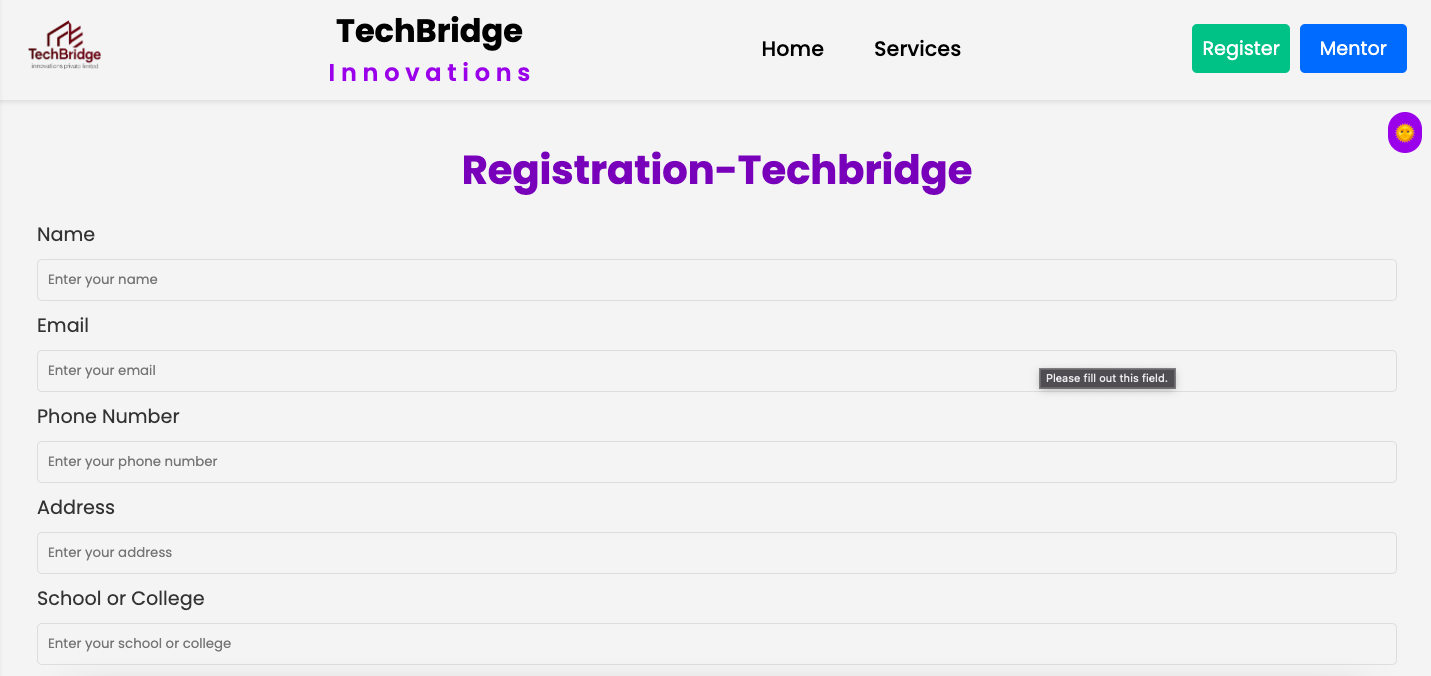 TechBridge
innovations private limited
TechBridge
Innovations
Home
Services
Register
Mentor
Registration-Techbridge
Name
Enter your name
Email
Enter your email
Please fill out this field.
Phone Number
Enter your phone number
Address
Enter your address
School or College
Enter your school or college